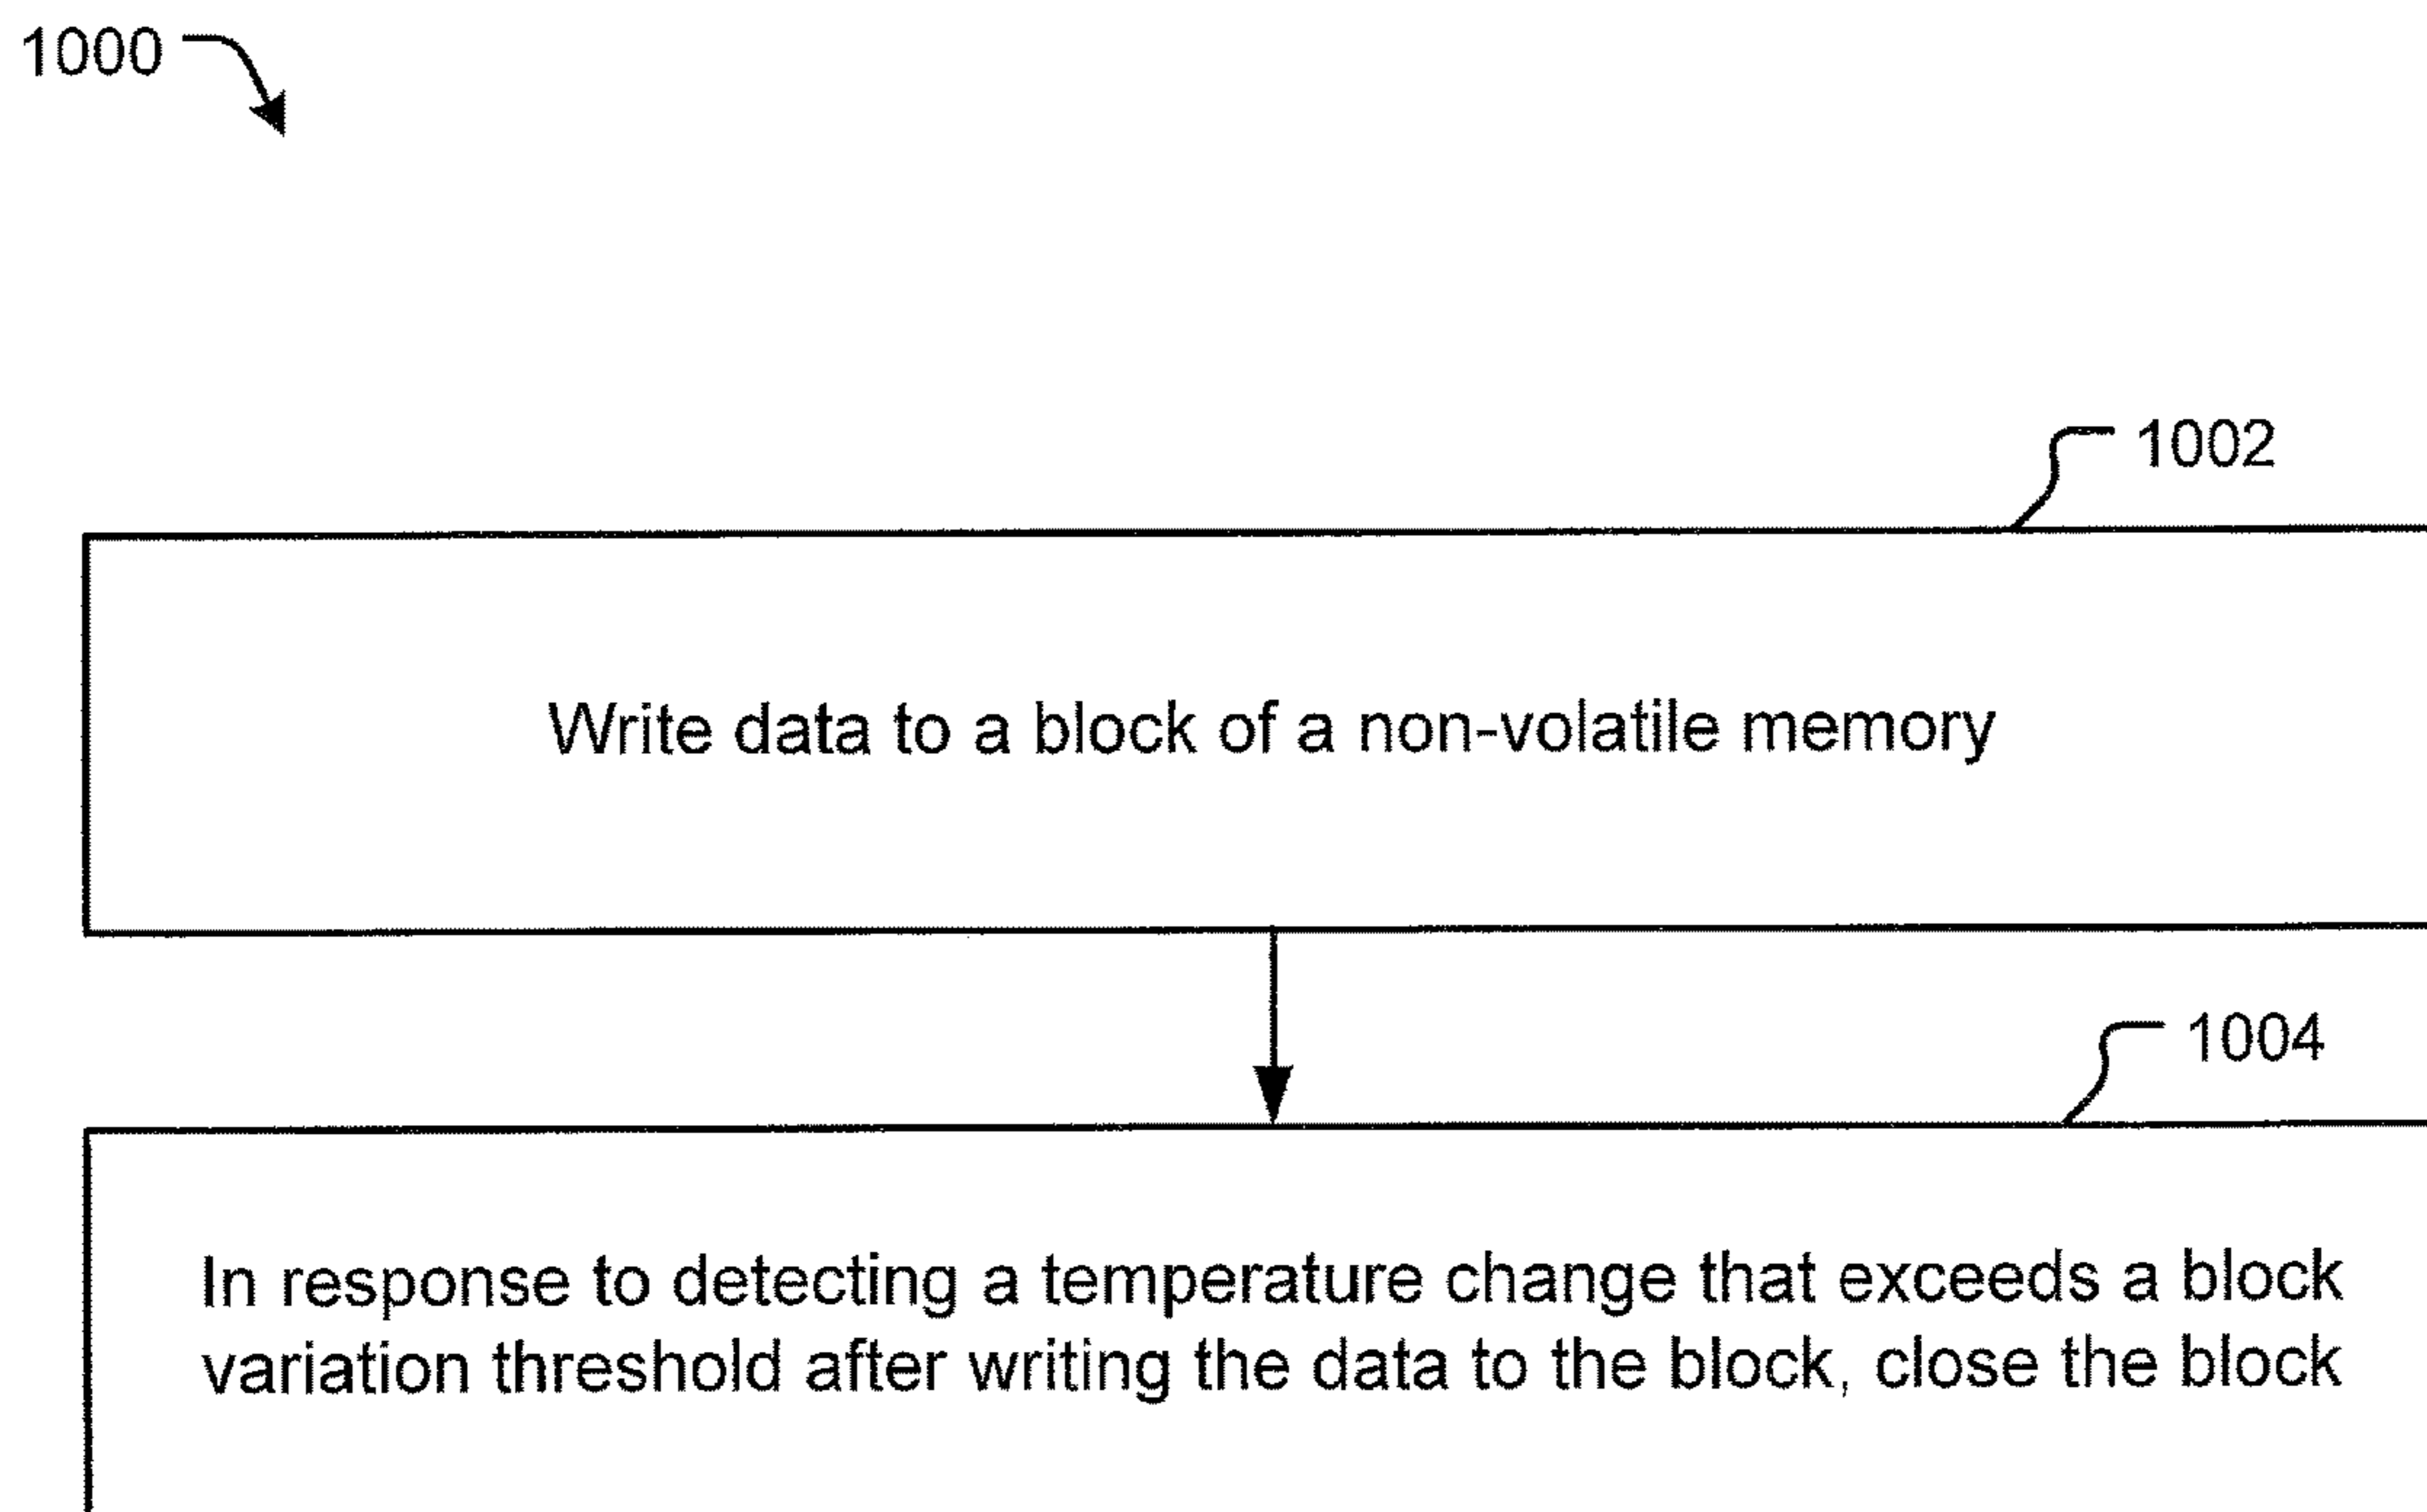 1000
1002
Write data to a block of a non-volatile memory
1004
In response to detecting a temperature change that exceeds a block
variation threshold after writing the data to the block, close the block